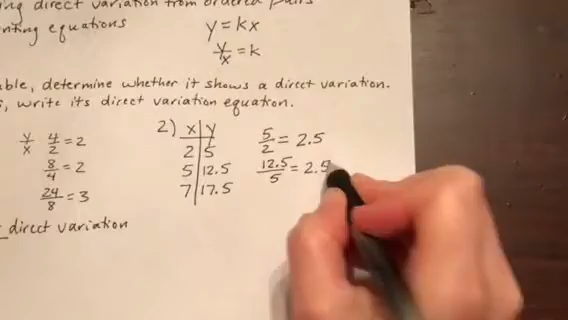 direct variation from ordered pairs
equations
y = kx
y/x = k
determine whether it shows a direct variation.
write its direct variation equation.
y/x 4/2 = 2
8/4 = 2
24/8 = 3
direct variation
2) x y
2 5
5 12.5
7 17.5
5/2 = 2.5
12.5/5 = 2.5